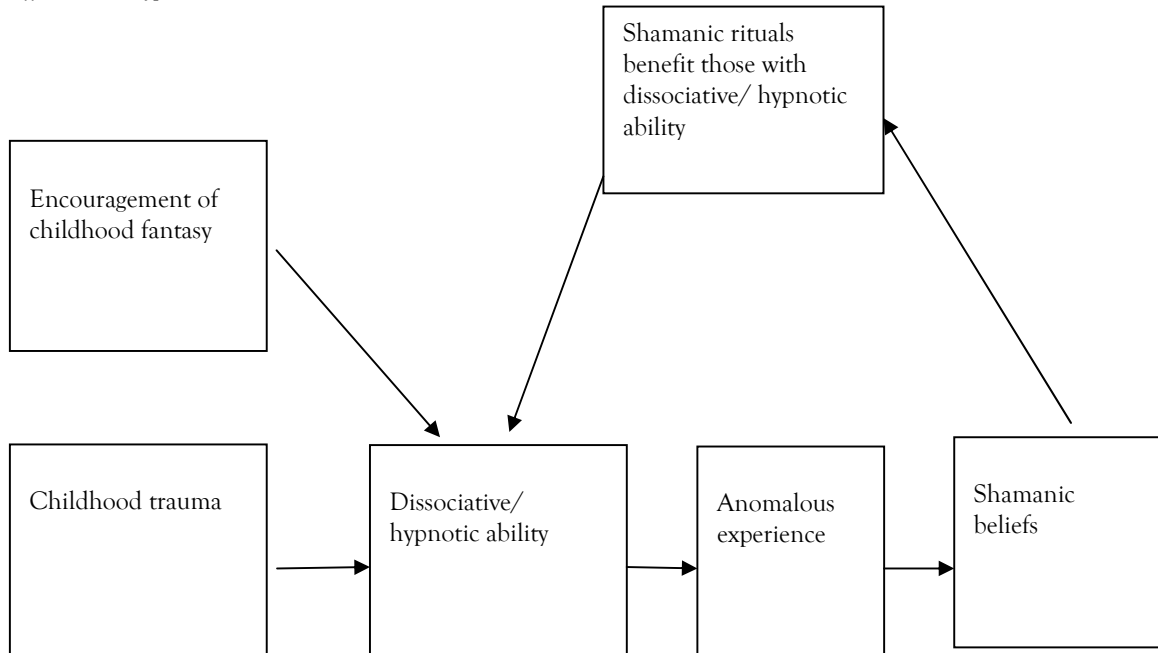 Shamanic rituals
benefit those with
dissociative/ hypnotic
ability
Encouragement of
childhood fantasy
Childhood trauma
Dissociative/
hypnotic ability
Anomalous
experience
Shamanic
beliefs